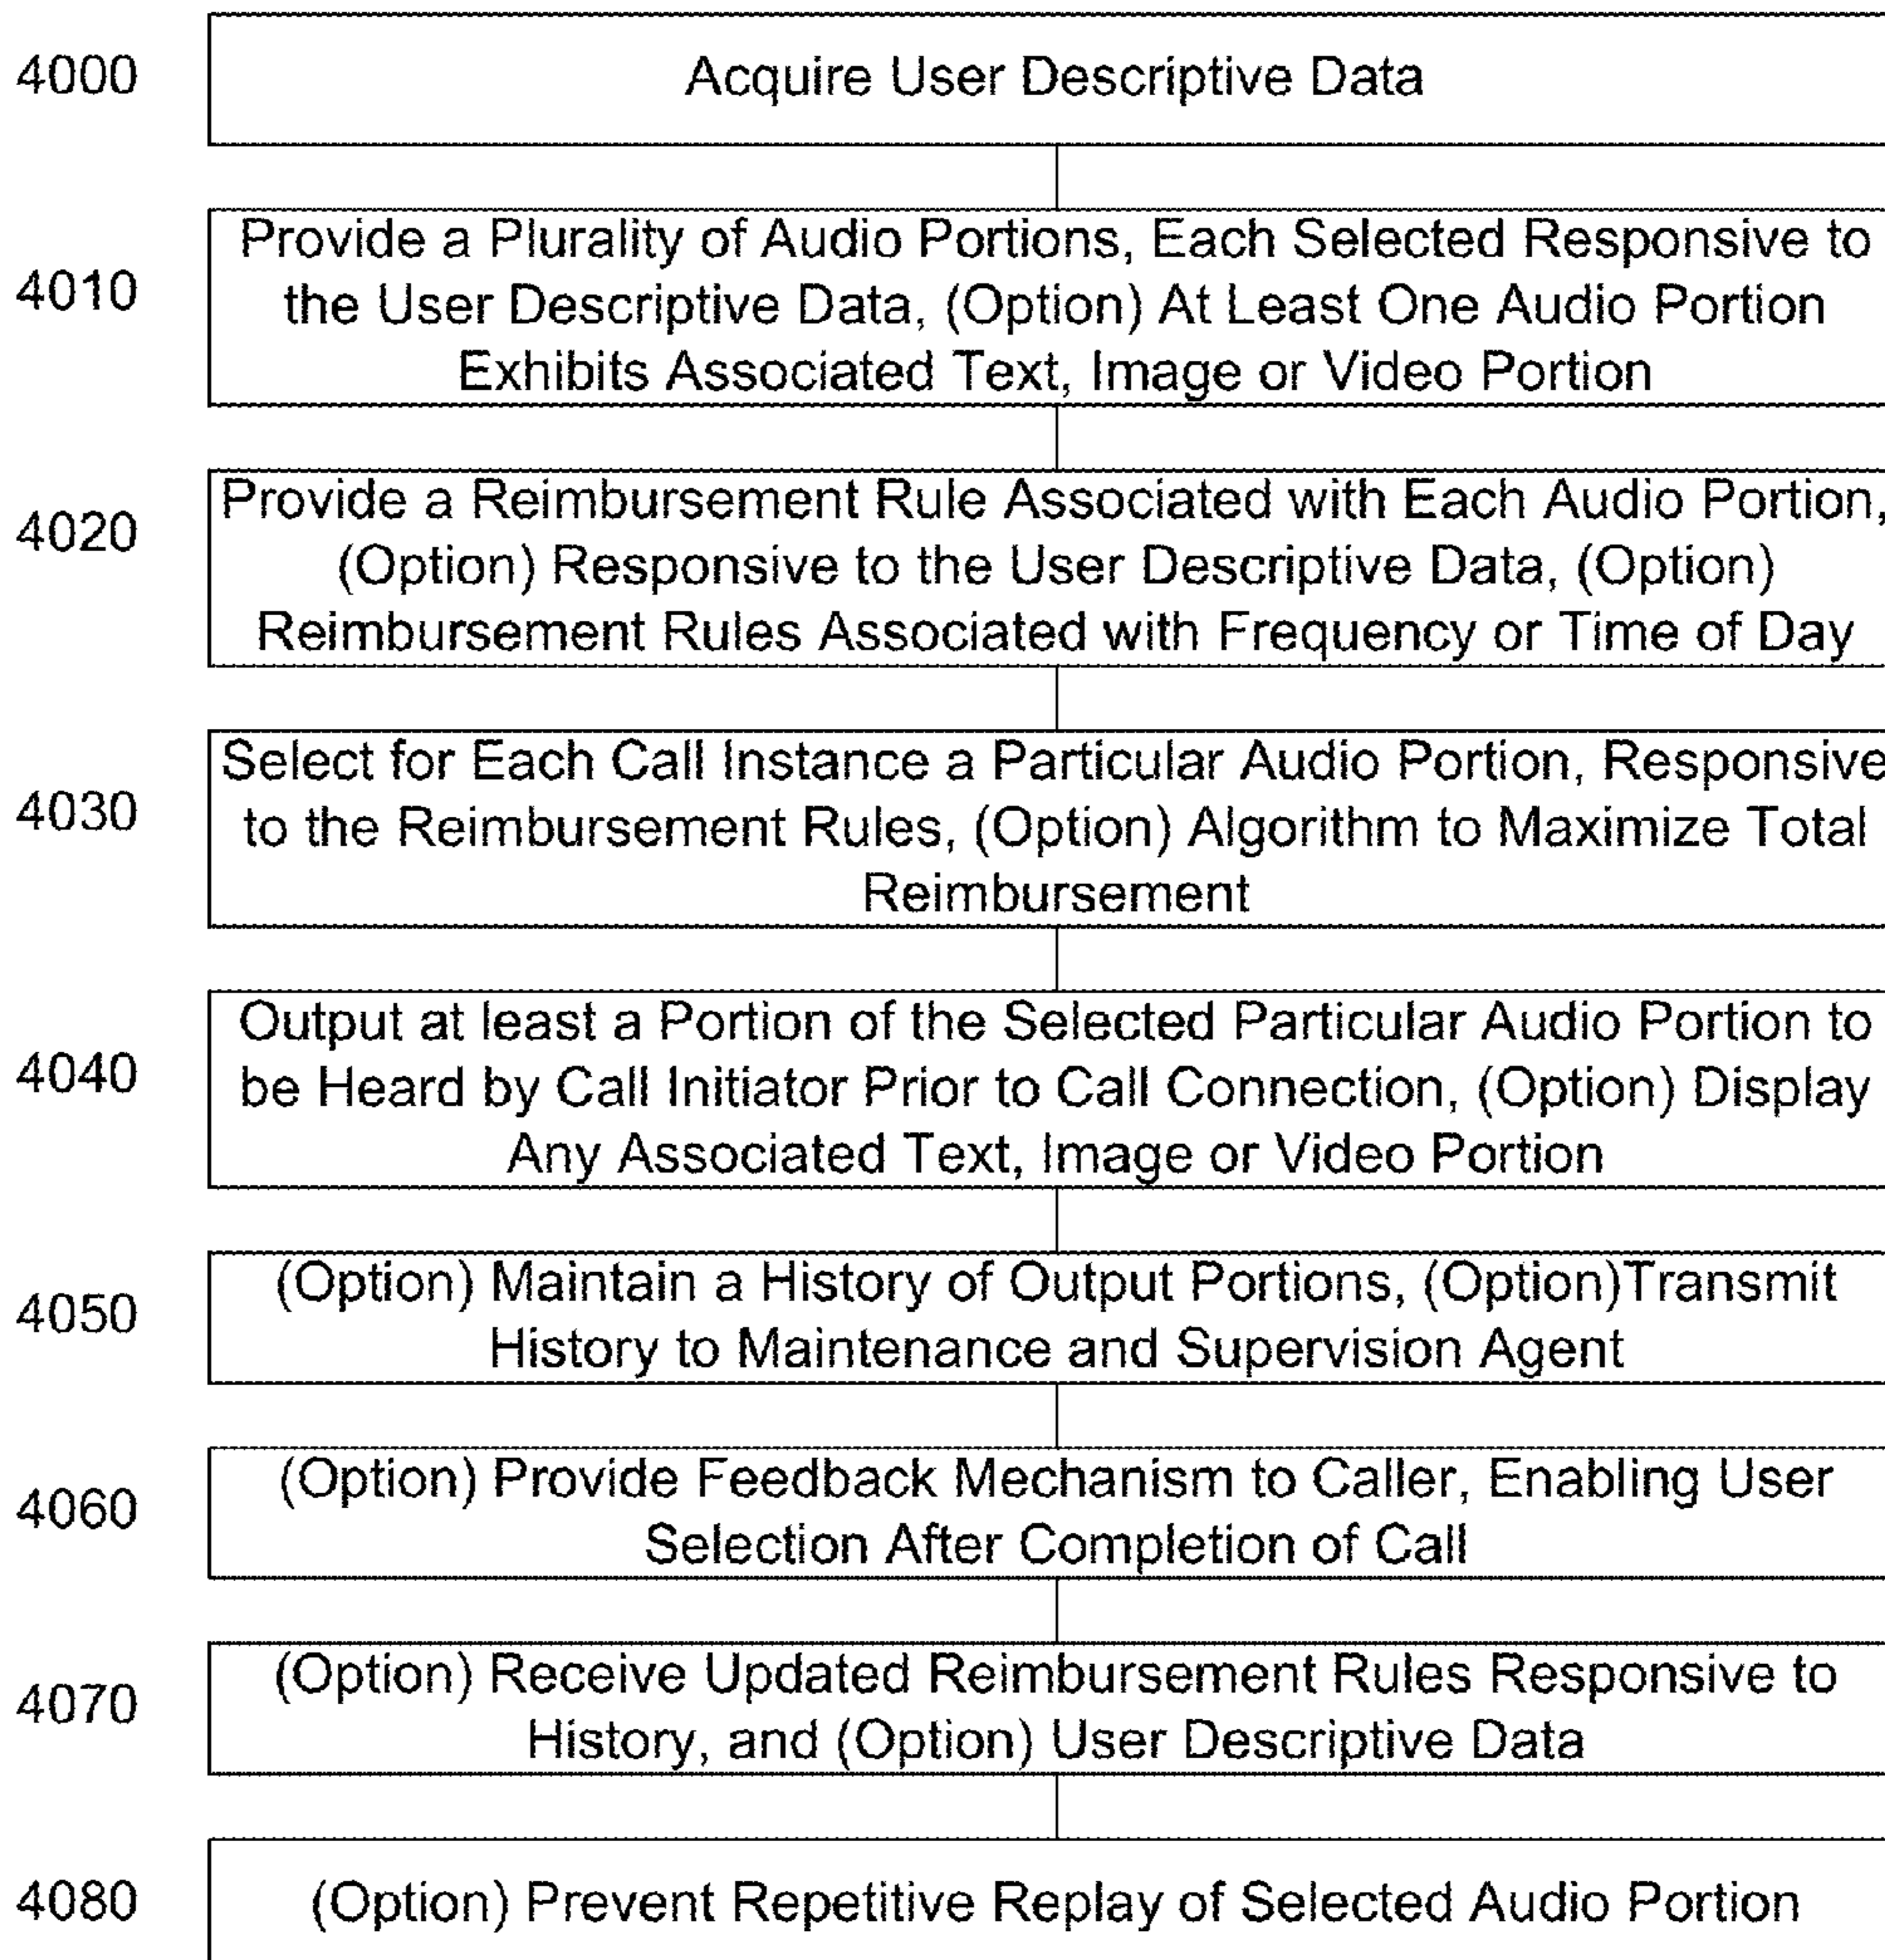 4000
Acquire User Descriptive Data
4010
Provide a Plurality of Audio Portions, Each Selected Responsive to
the User Descriptive Data, (Option) At Least One Audio Portion
Exhibits Associated Text, Image or Video Portion
4020
Provide a Reimbursement Rule Associated with Each Audio Portion,
(Option) Responsive to the User Descriptive Data, (Option)
Reimbursement Rules Associated with Frequency or Time of Day
4030
Select for Each Call Instance a Particular Audio Portion, Responsive
to the Reimbursement Rules, (Option) Algorithm to Maximize Total
Reimbursement
4040
Output at least a Portion of the Selected Particular Audio Portion to
be Heard by Call Initiator Prior to Call Connection, (Option) Display
Any Associated Text, Image or Video Portion
4050
(Option) Maintain a History of Output Portions, (Option)Transmit
History to Maintenance and Supervision Agent
4060
(Option) Provide Feedback Mechanism to Caller, Enabling User
Selection After Completion of Call
4070
(Option) Receive Updated Reimbursement Rules Responsive to
History, and (Option) User Descriptive Data
4080
(Option) Prevent Repetitive Replay of Selected Audio Portion